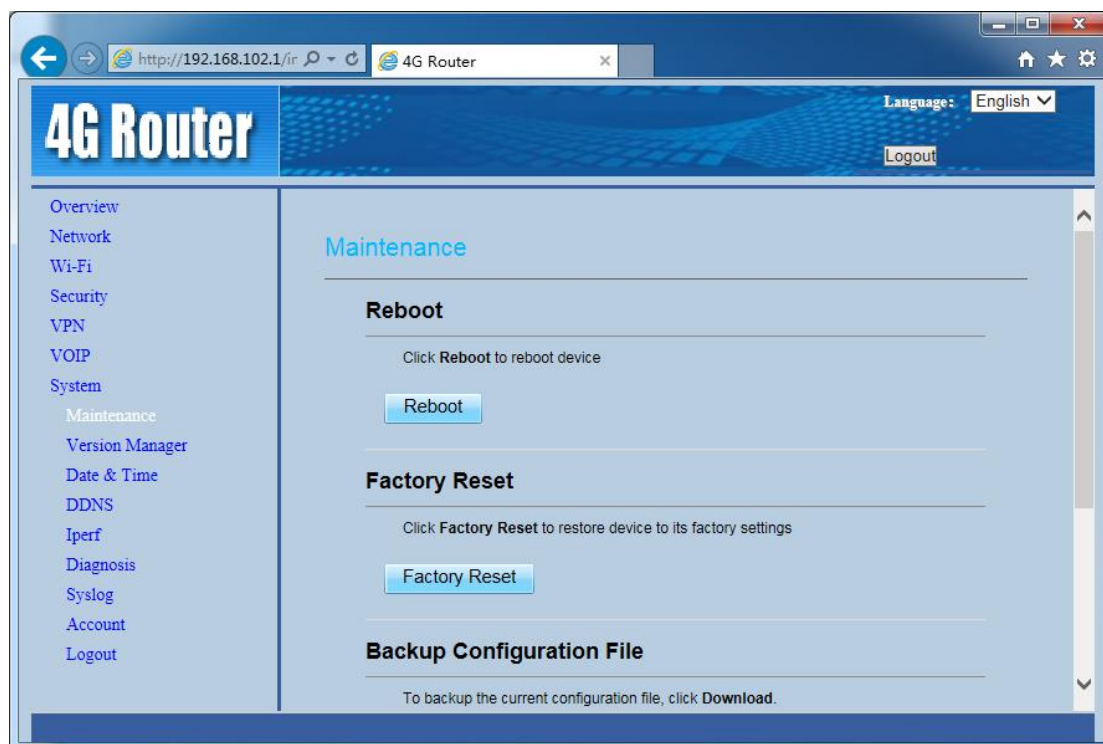 http://192.168.102.1/ir
4G Router
4G Router
Language: English
Logout
Overview
Network
Wi-Fi
Security
VPN
VOIP
System
Maintenance
Version Manager
Date & Time
DDNS
Iperf
Diagnosis
Syslog
Account
Logout
Maintenance
Reboot
Click Reboot to reboot device
Reboot
Factory Reset
Click Factory Reset to restore device to its factory settings
Factory Reset
Backup Configuration File
To backup the current configuration file, click Download.